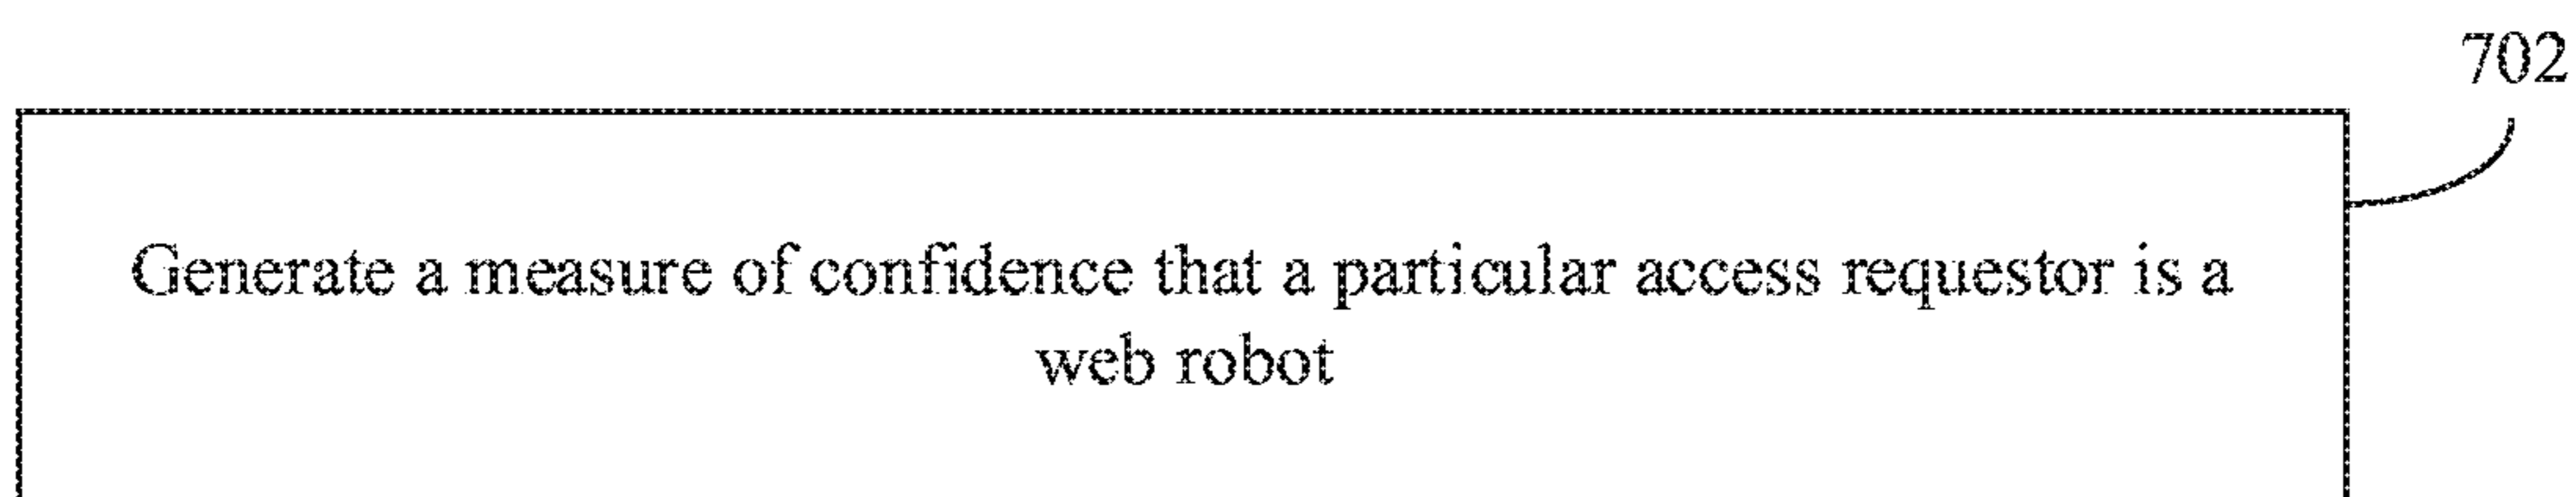 702
Generate a measure of confidence that a particular access requestor is a
web robot